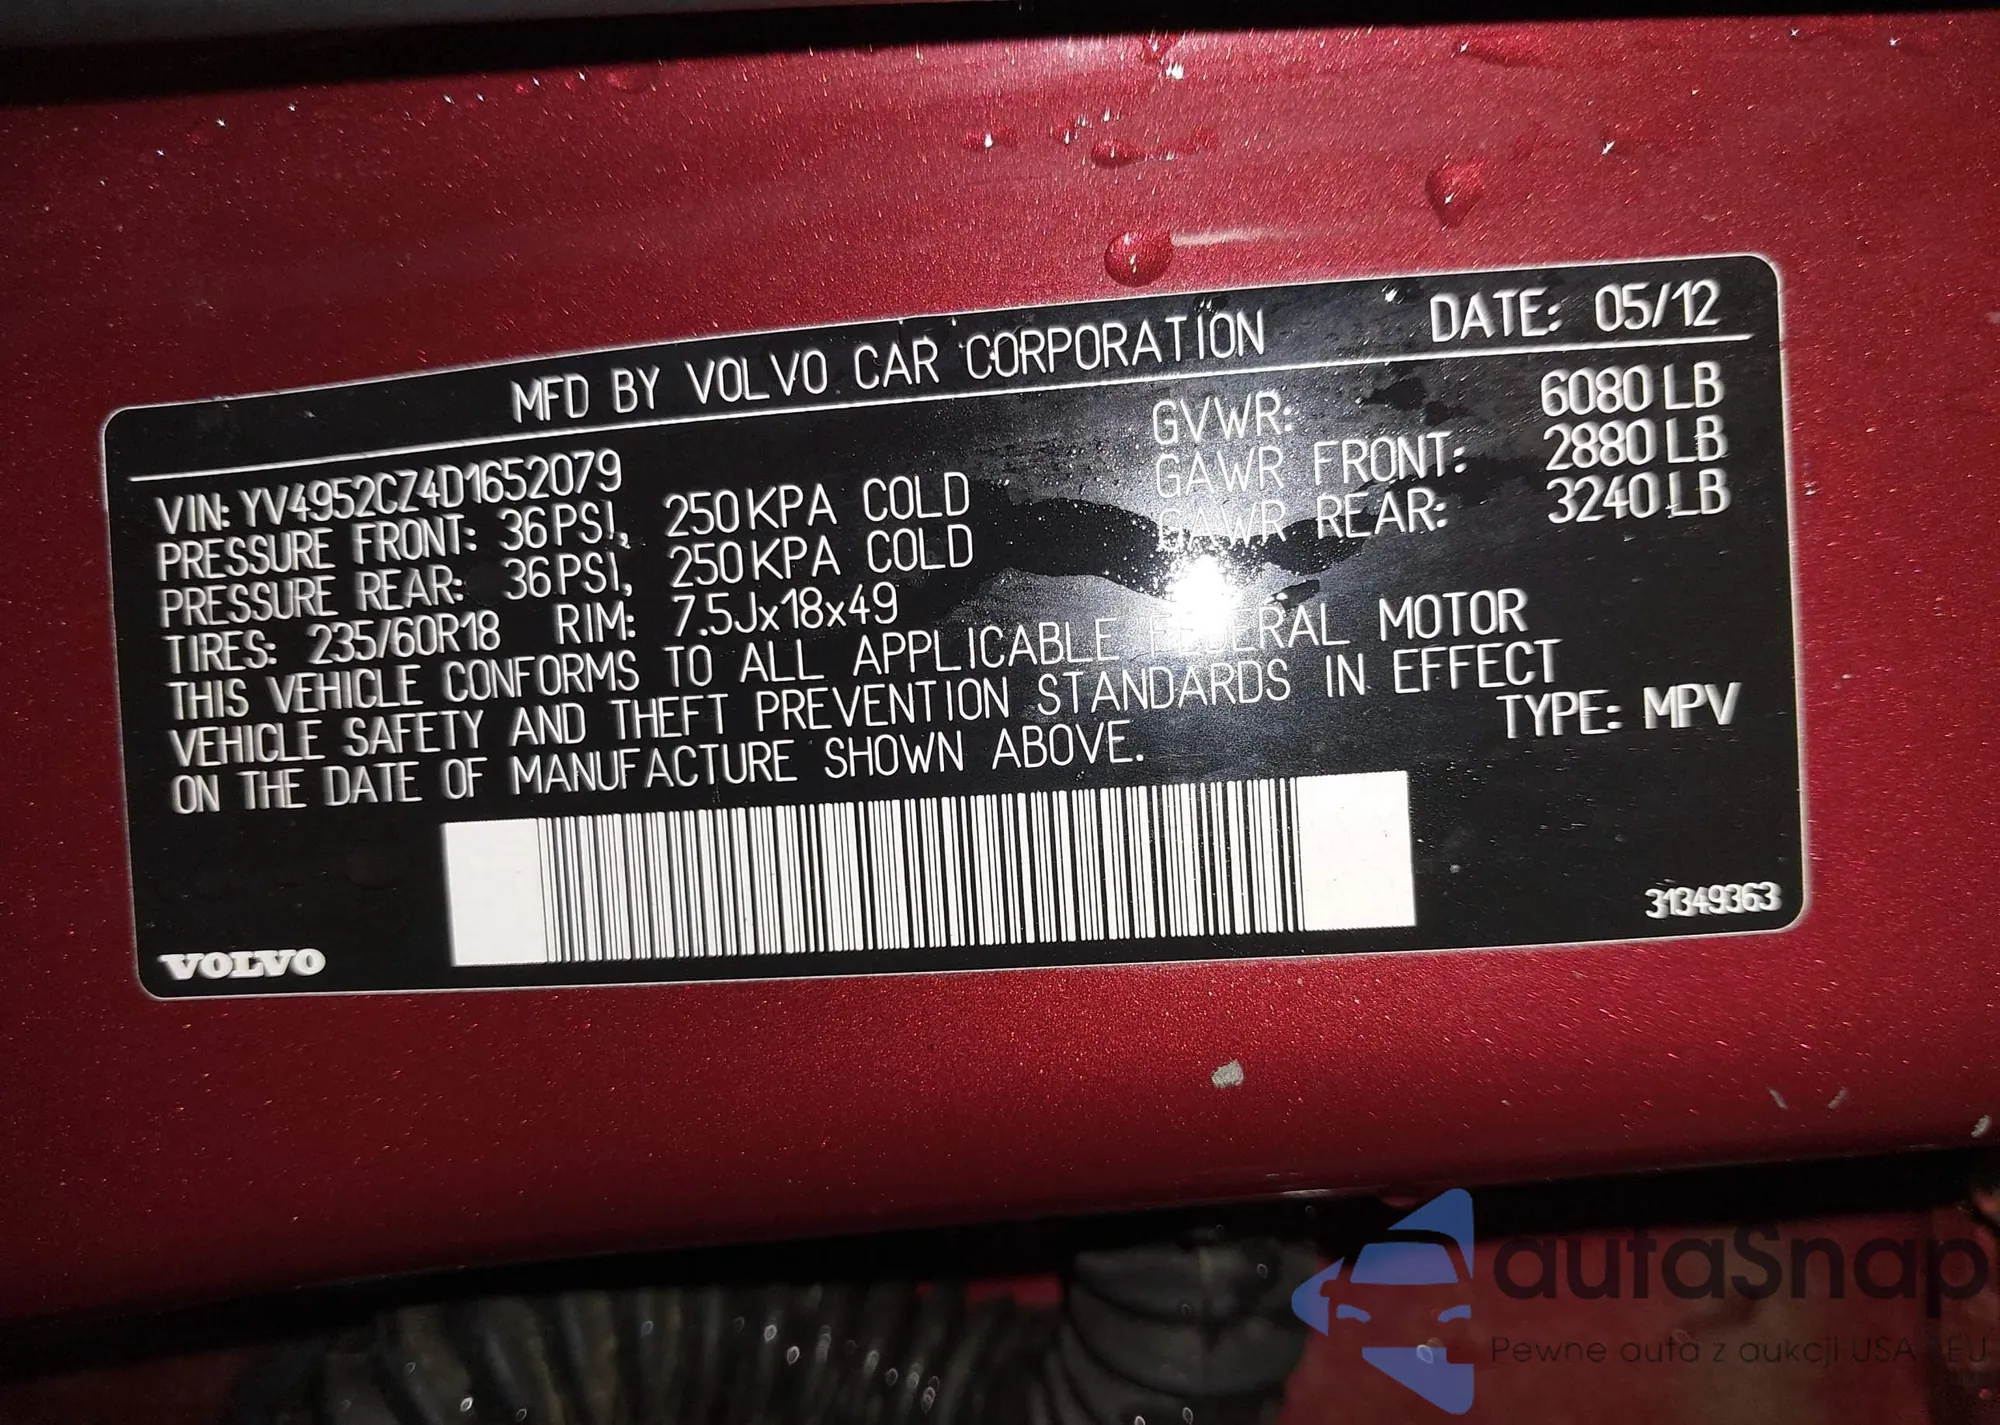 MFD BY VOLVO CAR CORPORATION DATE: 05/12
VIN: YV4952CZ4D1652079 GVWR: 6080 LB
PRESSURE FRONT: 36 PSI, 250 KPA COLD GAWR FRONT: 2880 LB
PRESSURE REAR: 36 PSI, 250 KPA COLD GAWR REAR: 3240 LB
TIRES: 235/60R18 RIM: 7.5Jx18x49
THIS VEHICLE CONFORMS TO ALL APPLICABLE FEDERAL MOTOR
VEHICLE SAFETY AND THEFT PREVENTION STANDARDS IN EFFECT
ON THE DATE OF MANUFACTURE SHOWN ABOVE. TYPE: MPV
31349363
VOLVO
autaSnap
Pewne auta z aukcji USA i EU